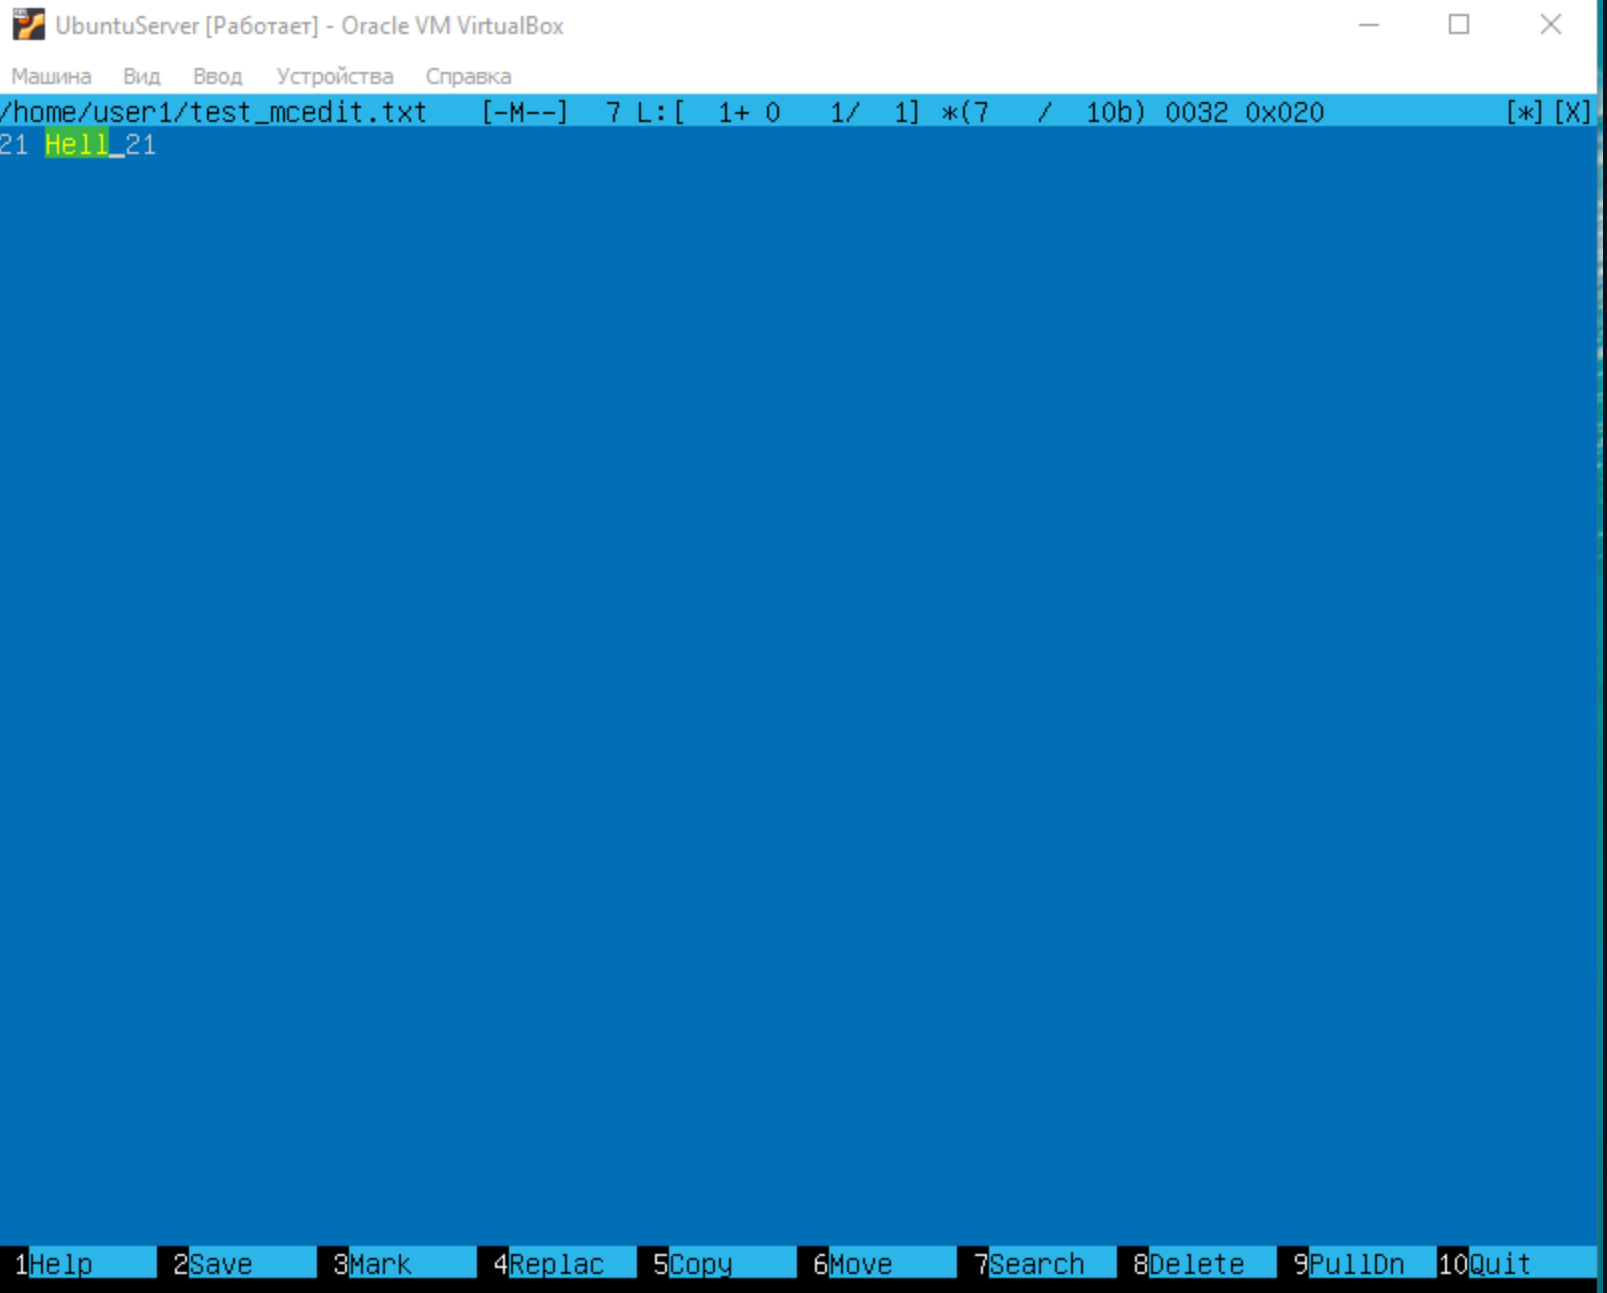 UbuntuServer [Работает] - Oracle VM VirtualBox
Машина Вид Ввод Устройства Справка
/home/user1/test_mcedit.txt [-M--] 7 L:[ 1+ 0 1/ 1] *(7 / 10b) 0032 0x020 [*][X]
21 Hell_21
1Help 2Save 3Mark 4Replac 5Copy 6Move 7Search 8Delete 9PullDn 10Quit